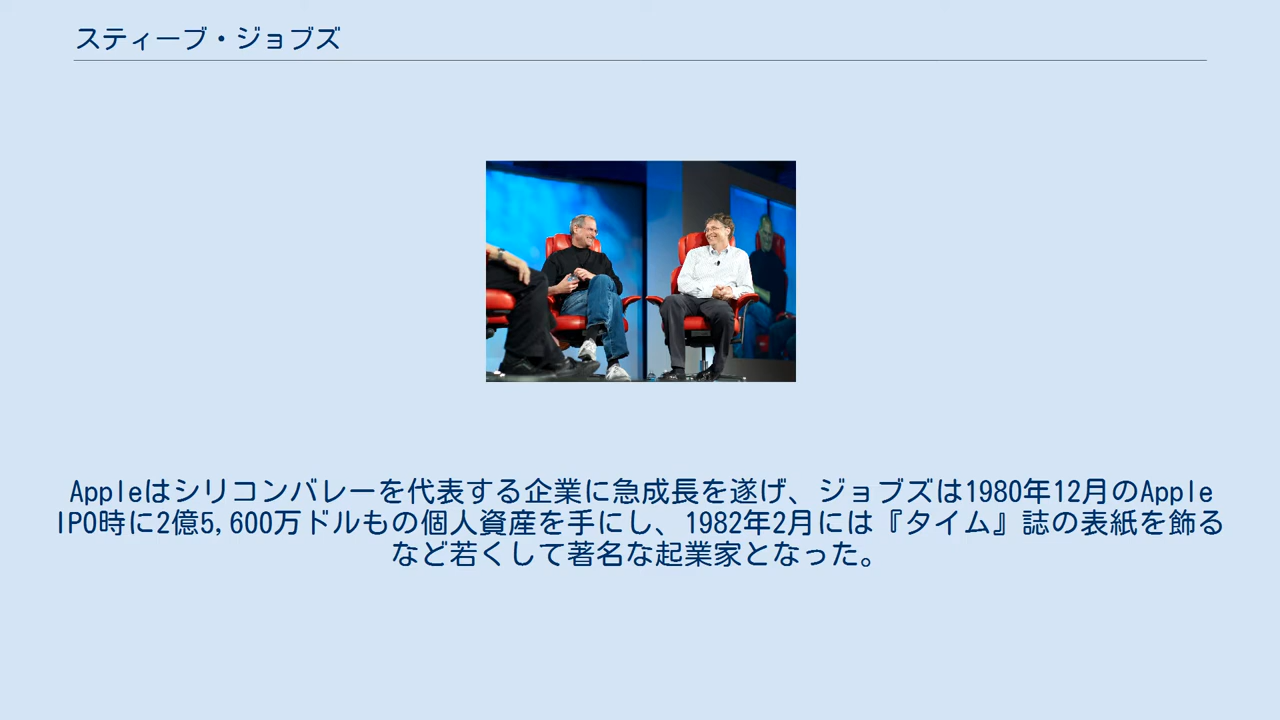 スティーブ・ジョブズ
Appleはシリコンバレーを代表する企業に急成長を遂げ、ジョブズは1980年12月のApple
IPO時に2億5,600万ドルもの個人資産を手にし、1982年2月には『タイム』誌の表紙を飾る
など若くして著名な起業家となった。